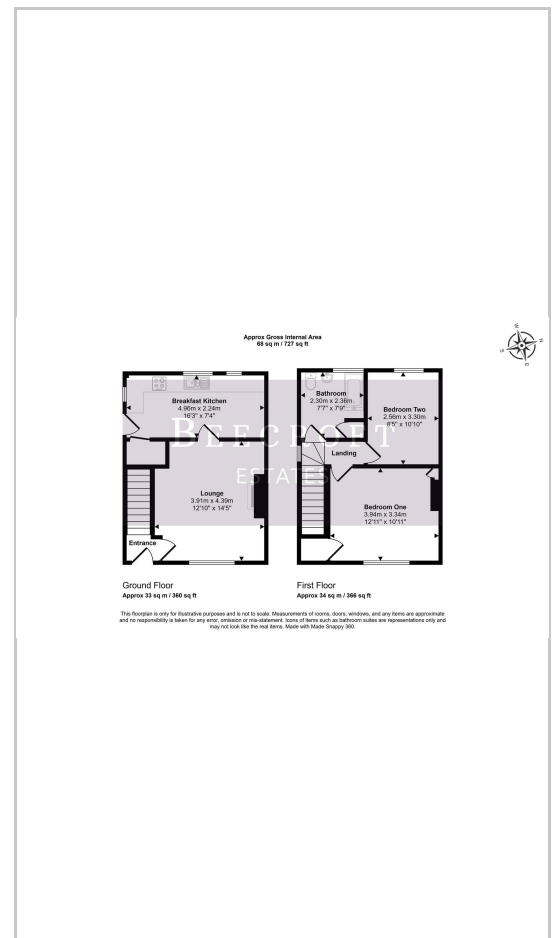 Approx Gross Internal Area
68 sq m / 727 sq ft
N
E
S
W
Breakfast Kitchen
4.96m x 2.24m
16'3" x 7'4"
Lounge
3.91m x 4.39m
12'10" x 14'5"
Entrance
Bathroom
2.30m x 2.36m
7'7" x 7'9"
Bedroom Two
2.56m x 3.30m
8'5" x 10'10"
Landing
Bedroom One
3.94m x 3.34m
12'11" x 10'11"
BEECROFT
ESTATES
Ground Floor
Approx 33 sq m / 360 sq ft
First Floor
Approx 34 sq m / 366 sq ft
This floorplan is only for illustrative purposes and is not to scale. Measurements of rooms, doors, windows, and any items are approximate
and no responsibility is taken for any error, omission or mis-statement. Icons of items such as bathroom suites are representations only and
may not look like the real items. Made with Made Snappy 360.